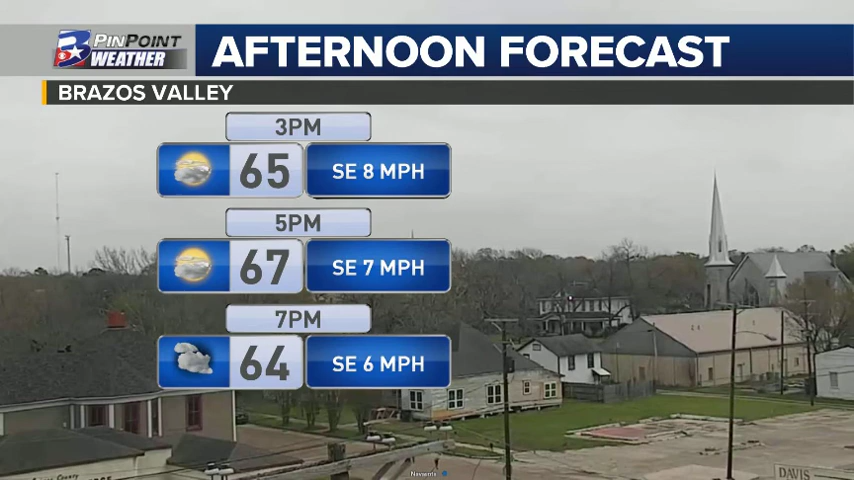 PINPOINT
WEATHER
AFTERNOON FORECAST
BRAZOS VALLEY
3PM
65
SE 8 MPH
5PM
67
SE 7 MPH
7PM
64
SE 6 MPH
DAVIS